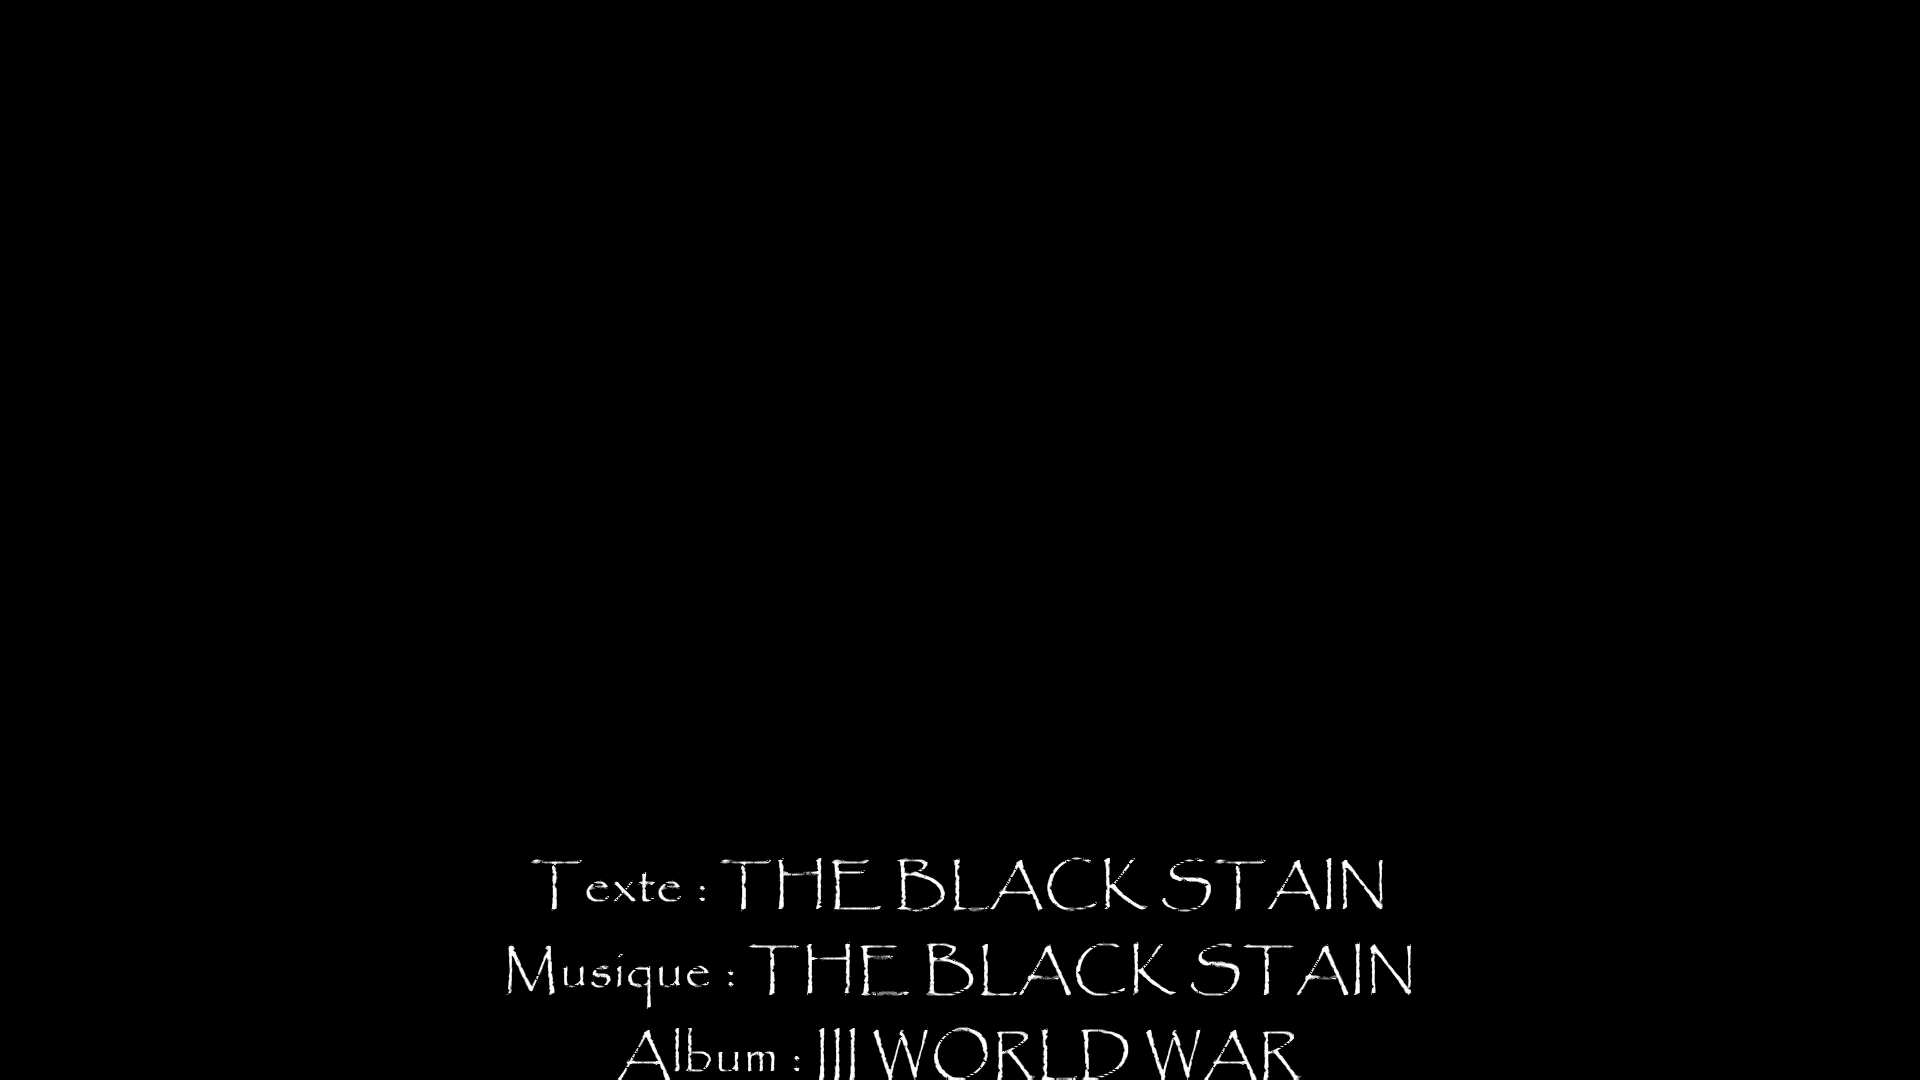 Texte : THE BLACK STAIN
Musique : THE BLACK STAIN
Album : III WORLD WAR